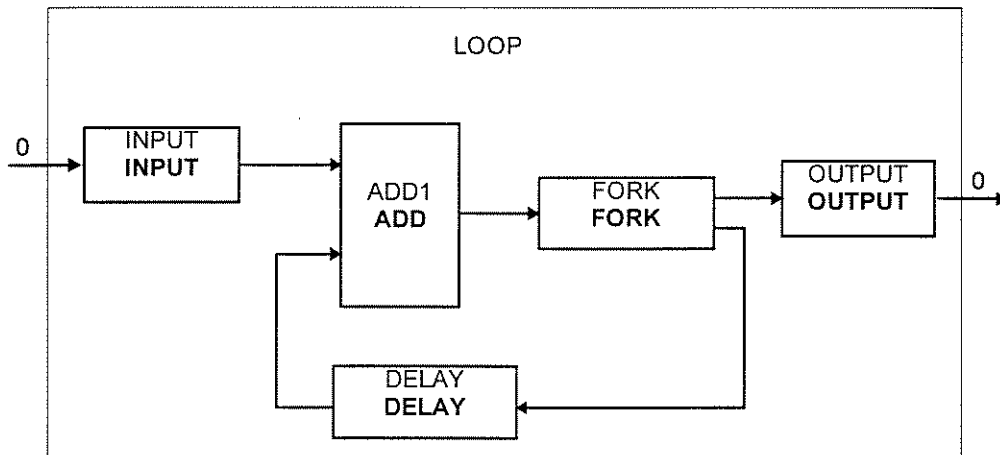 LOOP
0
INPUT
INPUT
ADD1
ADD
FORK
FORK
OUTPUT
OUTPUT
0
DELAY
DELAY